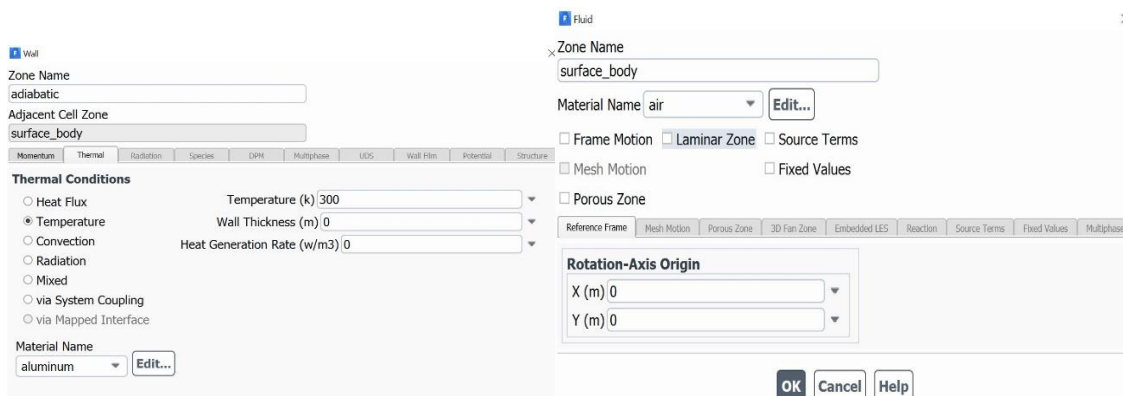 Wall
Zone Name
adiabatic
Adjacent Cell Zone
surface_body
Momentum Thermal Radiation Species DPM Multiphase UDS Wall Film Potential Structure
Thermal Conditions
Heat Flux
Temperature
Convection
Radiation
Mixed
via System Coupling
via Mapped Interface
Temperature (k) 300
Wall Thickness (m) 0
Heat Generation Rate (w/m3) 0
Material Name
aluminum Edit...
Fluid
Zone Name
surface_body
Material Name air Edit...
Frame Motion Laminar Zone Source Terms
Mesh Motion Fixed Values
Porous Zone
Reference Frame Mesh Motion Porous Zone 3D Fan Zone Embedded LES Reaction Source Terms Fixed Values Multiphase
Rotation-Axis Origin
X (m) 0
Y (m) 0
OK Cancel Help